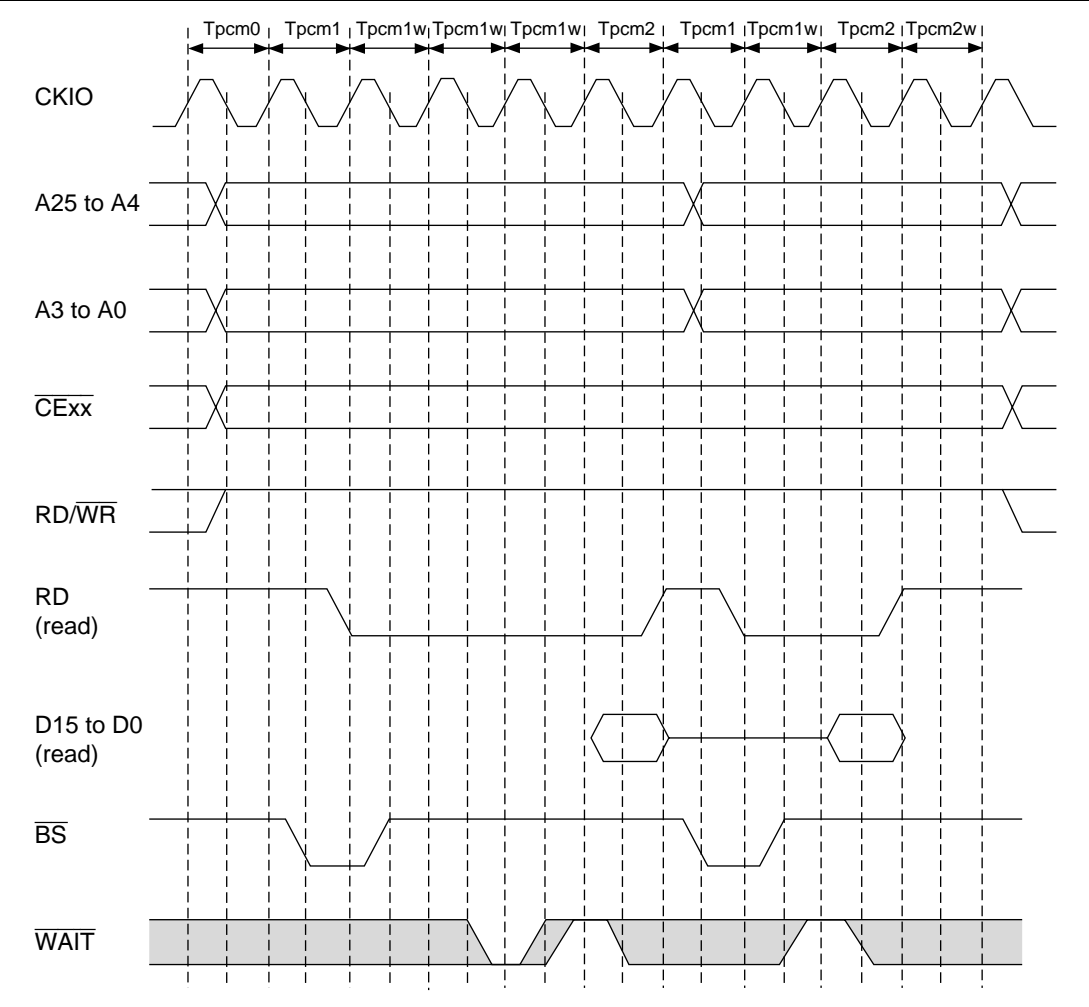 Tpcm0 Tpcm1 Tpcm1w Tpcm1w Tpcm1w Tpcm2 Tpcm1 Tpcm1w Tpcm2 Tpcm2w
CKIO
A25 to A4
A3 to A0
CExx
RD/WR
RD
(read)
D15 to D0
(read)
BS
WAIT